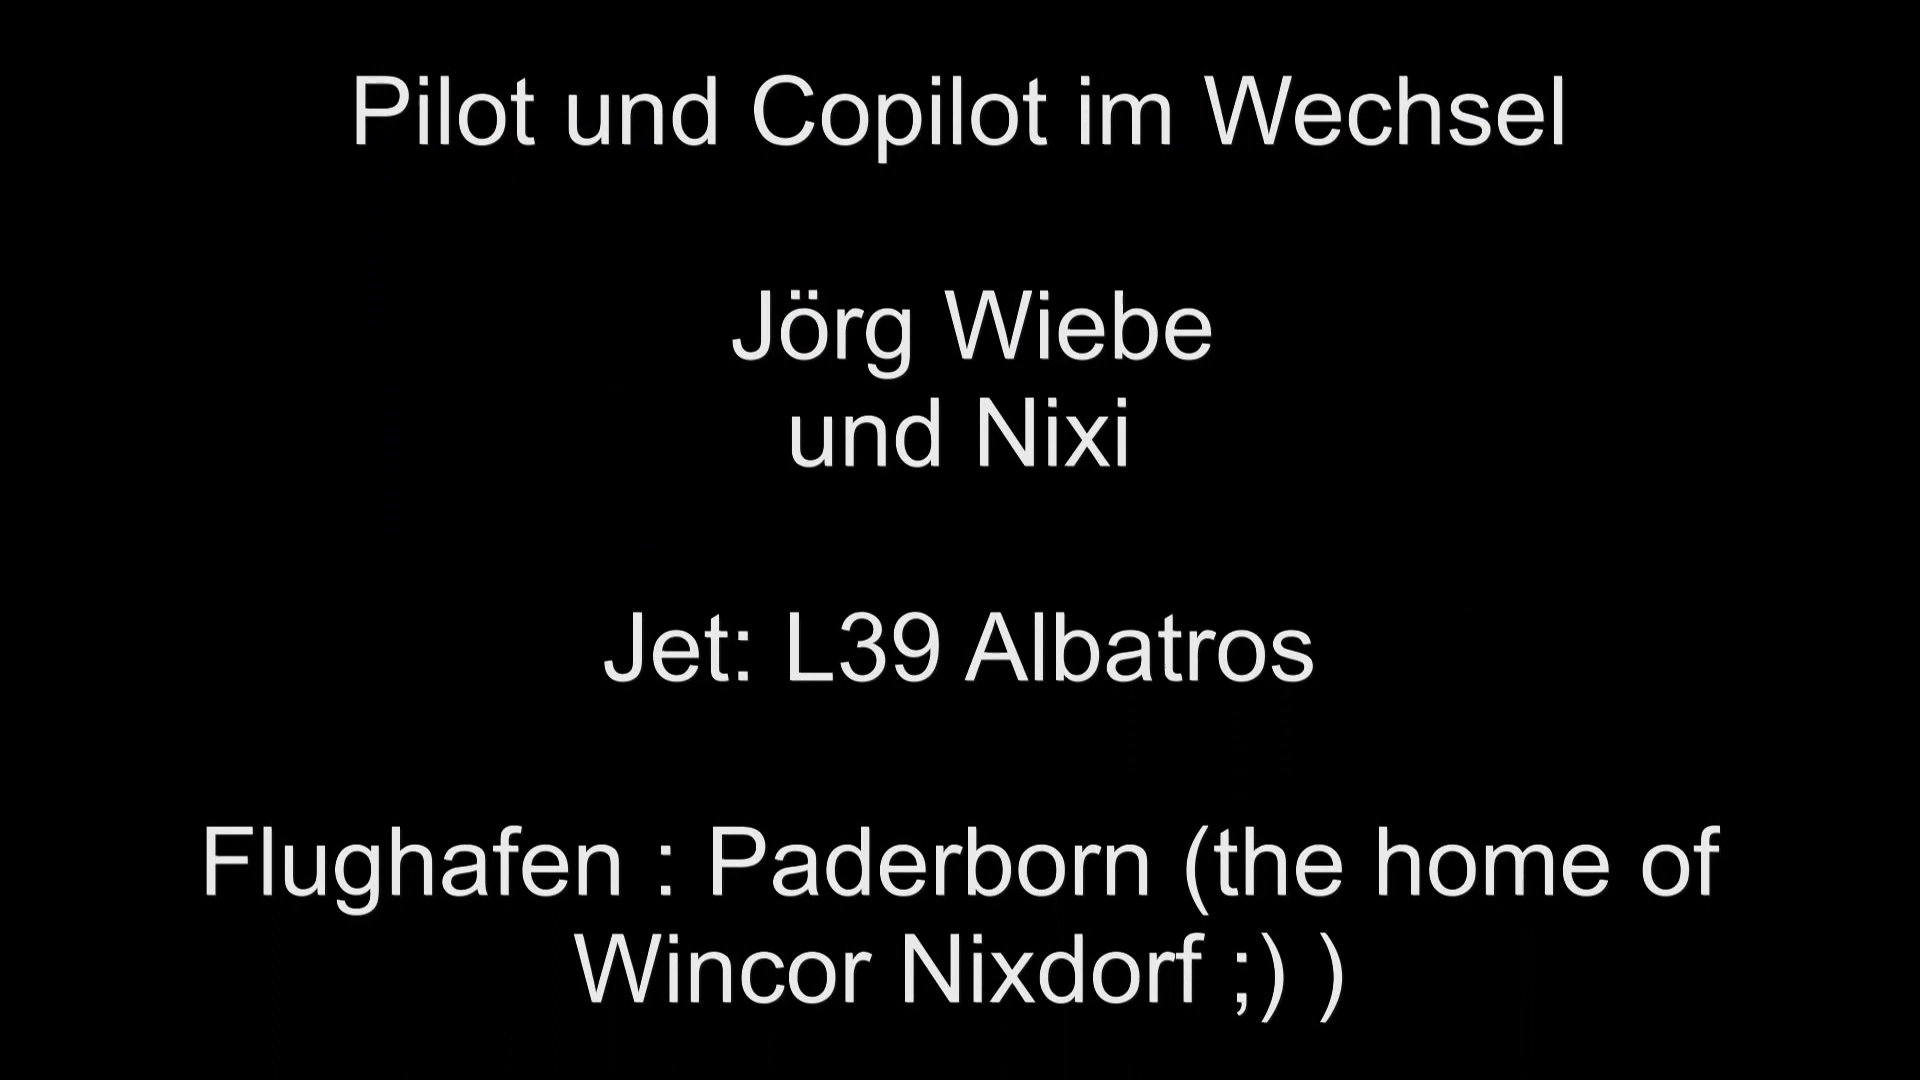 Pilot und Copilot im Wechsel
Jörg Wiebe
und Nixi
Jet: L39 Albatros
Flughafen : Paderborn (the home of
Wincor Nixdorf ;) )